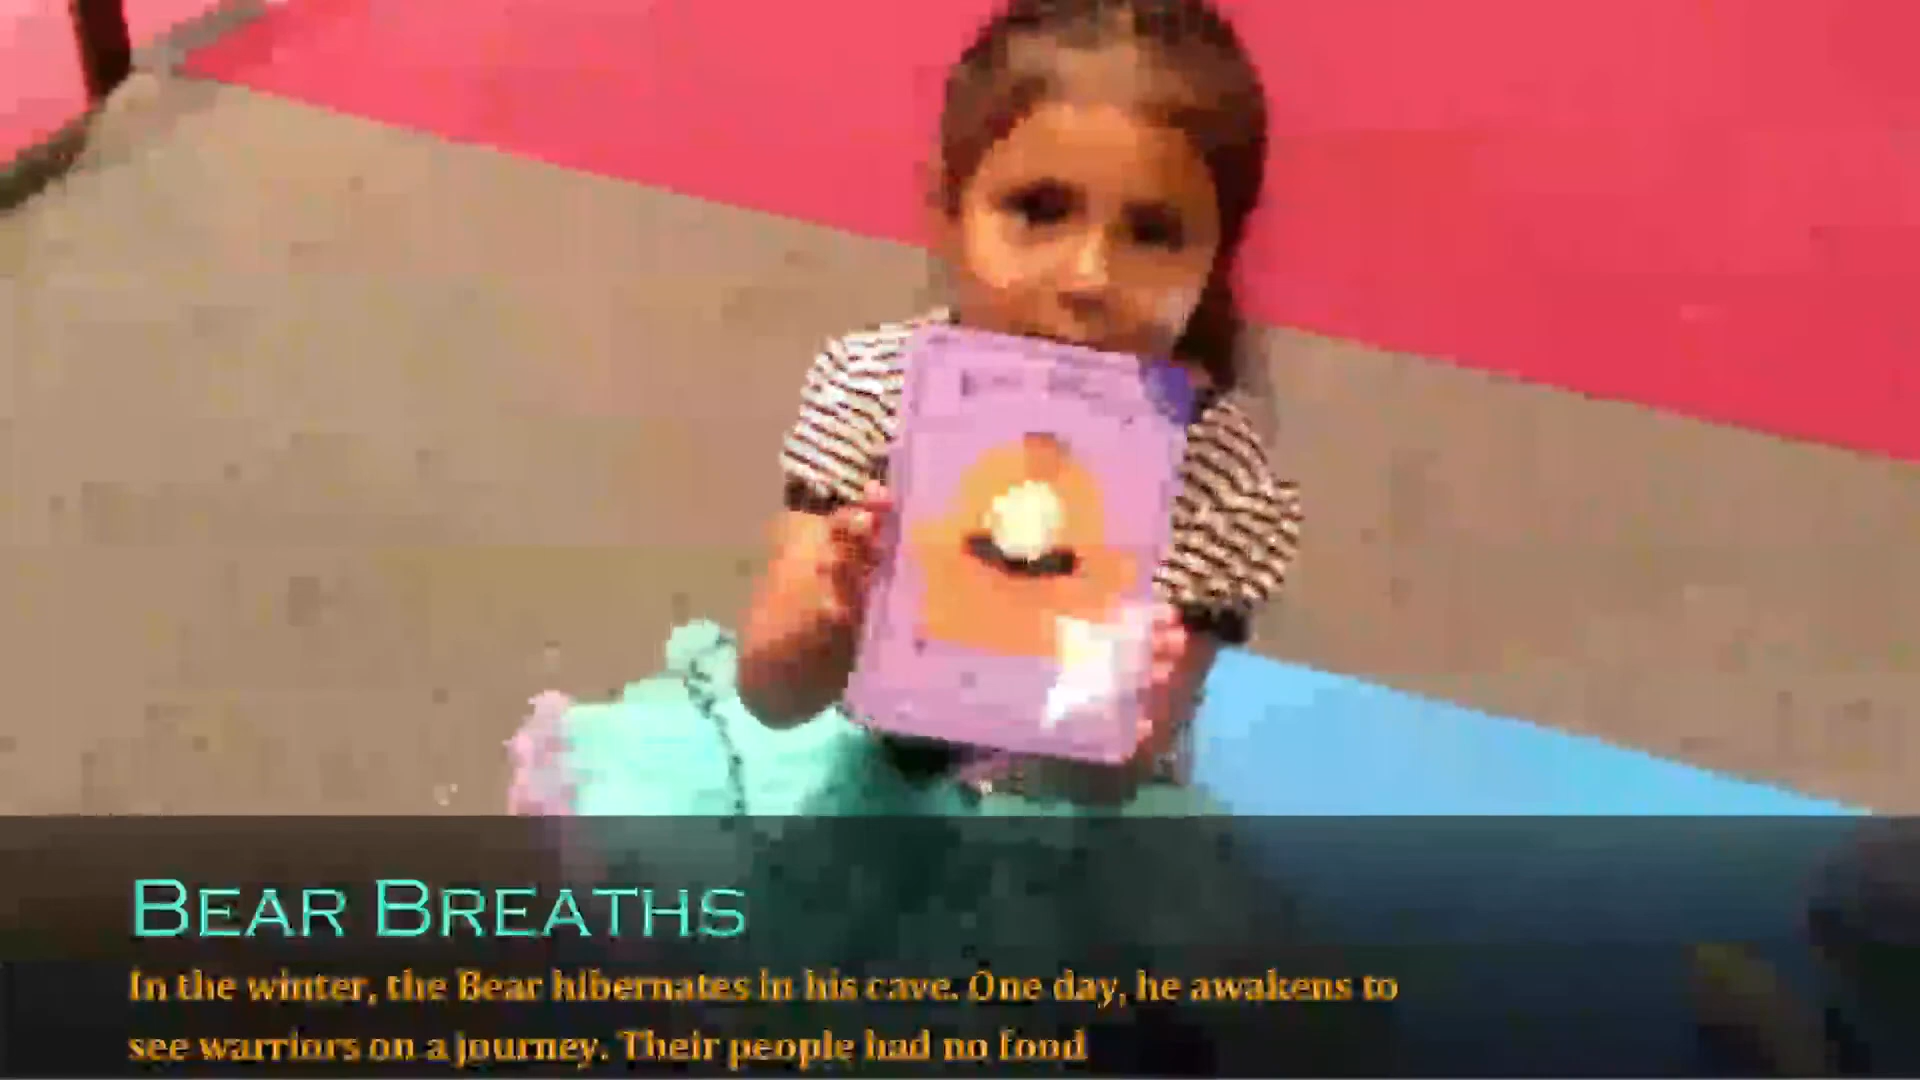 BEAR BREATHS
In the winter, the Bear hibernates in his cave. One day, he awakens to
see warriors on a journey. Their people had no food